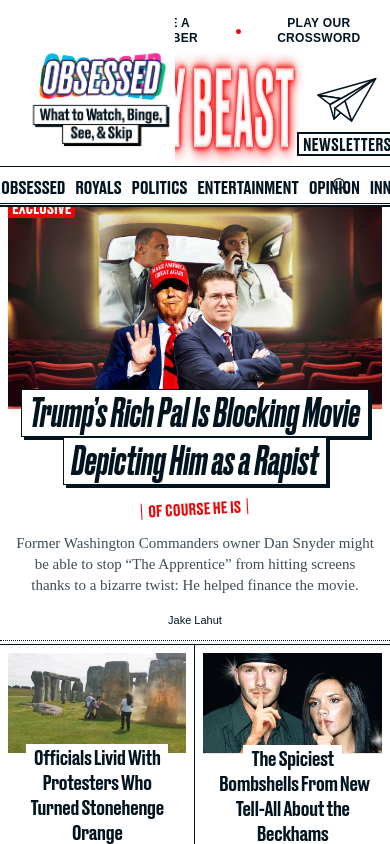 E A
BER
PLAY OUR
CROSSWORD
OBSESSED
What to Watch, Binge,
See, & Skip
Y BEAST
NEWSLETTERS
OBSESSED ROYALS POLITICS ENTERTAINMENT OPINION INN
EXCLUSIVE
Trump's Rich Pal Is Blocking Movie
Depicting Him as a Rapist
OF COURSE HE IS
Former Washington Commanders owner Dan Snyder might
be able to stop “The Apprentice” from hitting screens
thanks to a bizarre twist: He helped finance the movie.
Jake Lahut
Officials Livid With
Protesters Who
Turned Stonehenge
Orange
The Spiciest
Bombshells From New
Tell-All About the
Beckhams